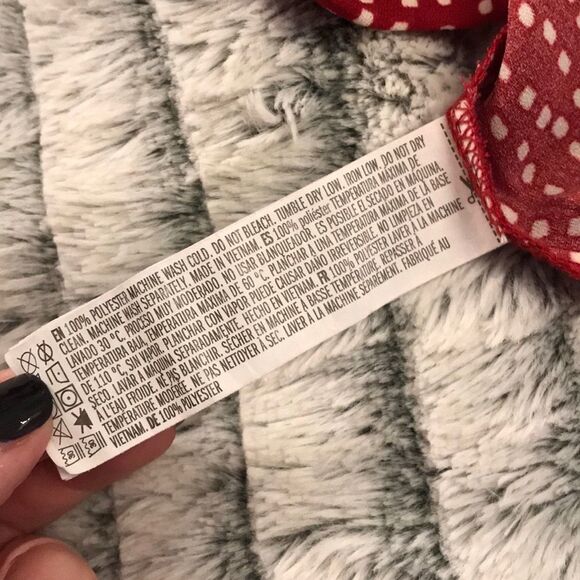 EN 100% POLYESTER MACHINE WASH COLD. DO NOT BLEACH. TUMBLE DRY LOW. IRON LOW. DO NOT DRY
CLEAN. MACHINE WASH SEPARATELY. MADE IN VIETNAM. ES 100% poliéster TEMPERATURA MÁXIMA DE
LAVADO 30 °C. PROCESO MUY MODERADO. NO USAR BLANQUEADOR. ES POSIBLE EL SECADO EN MAQUINA,
TEMPERATURA BAJA, TEMPERATURA MÁXIMA DE 60 °C. PLANCHAR A UNA TEMPERATURA MÁXIMA DE LA BASE
DE 110 °C, SIN VAPOR. PLANCHAR CON VAPOR PUEDE CAUSAR DAÑO IRREVERSIBLE. NO LIMPIEZA EN
SECO. LAVAR A MÁQUINA SEPARADAMENTE. HECHO EN VIETNAM. FR 100% POLYESTER LAVER À LA MACHINE
À L'EAU FROIDE NE PAS BLANCHIR. SÉCHER EN MACHINE À BASSE TEMPÉRATURE. REPASSER À
TEMPÉRATURE MODÉRÉE. NE PAS NETTOYER À SEC. LAVER À LA MACHINE SÉPARÉMENT. FABRIQUÉ AU
VIETNAM. DE 100% POLYESTER